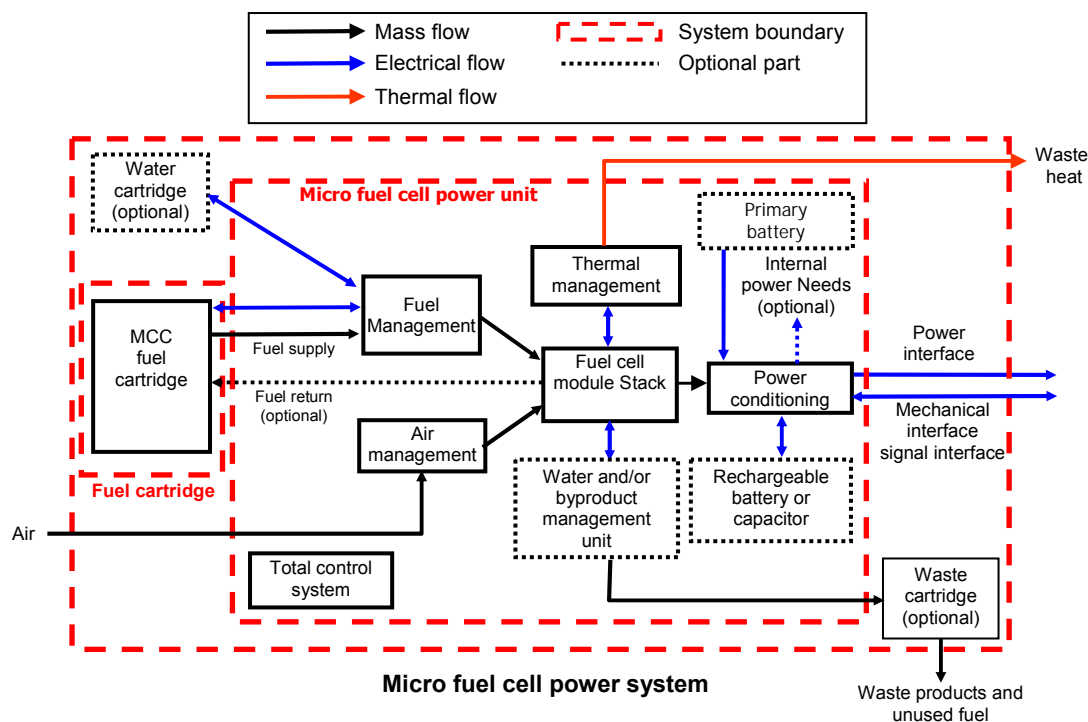 Mass flow
Electrical flow
Thermal flow
System boundary
Optional part
Water
cartridge
(optional)
Micro fuel cell power unit
Waste
heat
Primary
battery
Thermal
management
Internal
power Needs
(optional)
Fuel
Management
MCC
fuel
cartridge
Fuel supply
Fuel cell
module Stack
Power
conditioning
Power
interface
Fuel return
(optional)
Mechanical
interface
signal interface
Air
management
Fuel cartridge
Water and/or
byproduct
management
unit
Rechargeable
battery or
capacitor
Air
Total control
system
Waste
cartridge
(optional)
Micro fuel cell power system
Waste products and
unused fuel